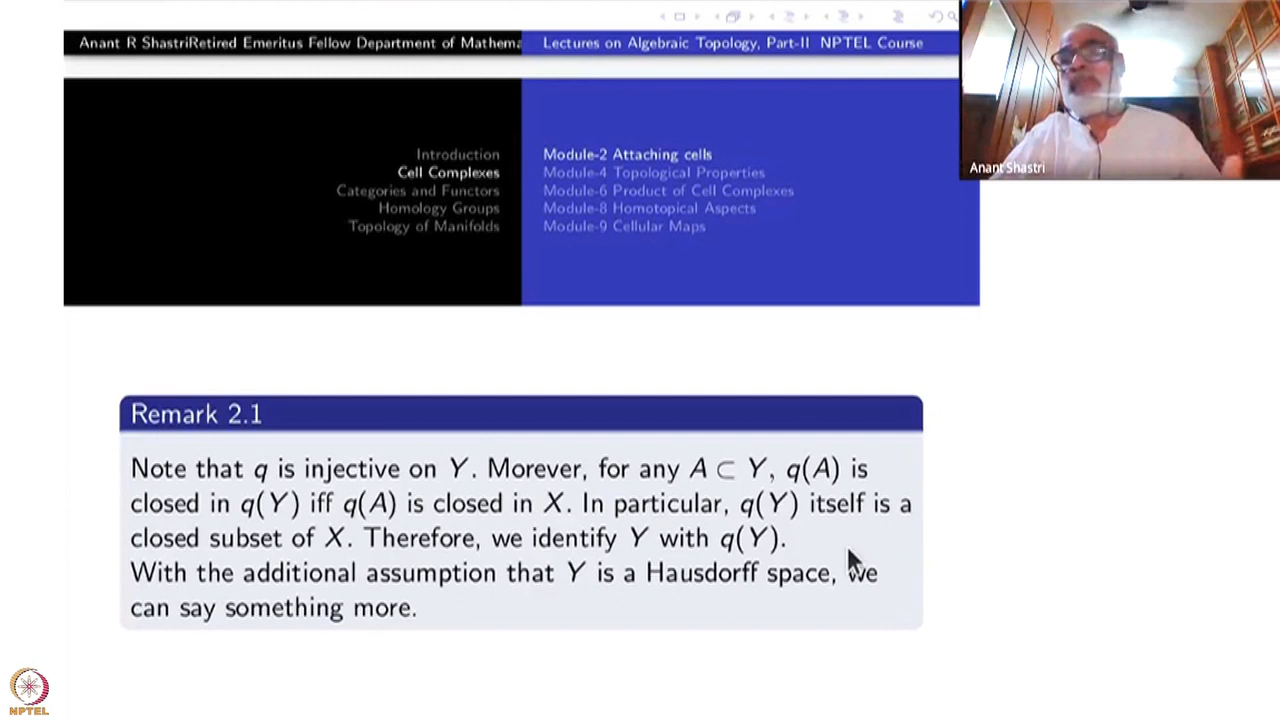 Anant R ShastriRetired Emeritus Fellow Department of Mathema
Lectures on Algebraic Topology, Part-II NPTEL Course
Introduction
Cell Complexes
Categories and Functors
Homology Groups
Topology of Manifolds
Module-2 Attaching cells
Module-4 Topological Properties
Module-6 Product of Cell Complexes
Module-8 Homotopical Aspects
Module-9 Cellular Maps
Anant Shastri
Remark 2.1
Note that q is injective on Y. Morever, for any A ⊂ Y, q(A) is
closed in q(Y) iff q(A) is closed in X. In particular, q(Y) itself is a
closed subset of X. Therefore, we identify Y with q(Y).
With the additional assumption that Y is a Hausdorff space, we
can say something more.
NPTEL